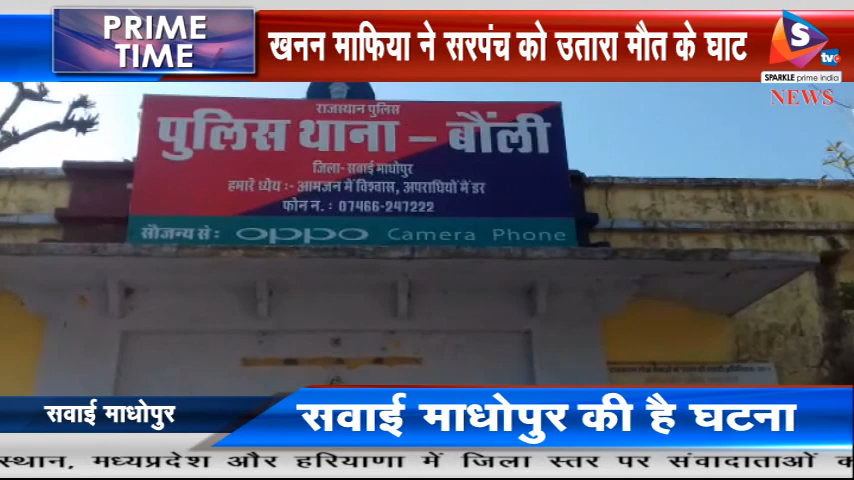 PRIME
TIME
खनन माफिया ने सरपंच को उतारा मौत के घाट
S
tv
SPARKLE prime india
NEWS
राजस्थान पुलिस
पुलिस थाना - बौंली
जिला- सवाई माधोपुर
हमारे ध्येय :- आमजन में विश्वास, अपराधियों में डर
फोन न. : 07466-247222
सौजन्य से : oppo Camera Phone
सवाई माधोपुर
सवाई माधोपुर की है घटना
स्थान, मध्यप्रदेश और हरियाणा में जिला स्तर पर संवादाताओं क